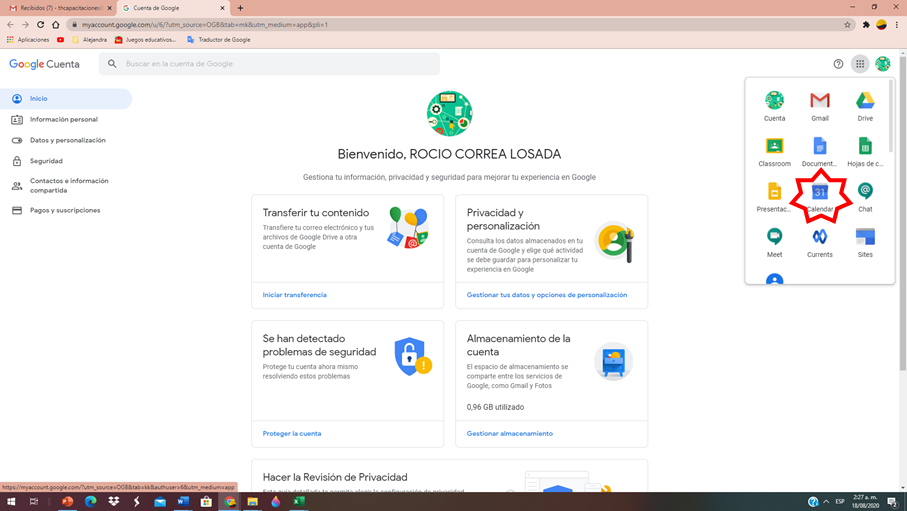 Recibidos (7) - thcapacitaciones
Cuenta de Google
myaccount.google.com/u/6/?utm_source=OGB&tab=mk&utm_medium=app&pli=1
Aplicaciones
Alejandra
Juegos educativos...
Traductor de Google
Google Cuenta
Buscar en la cuenta de Google
Inicio
Información personal
Datos y personalización
Seguridad
Contactos e información
compartida
Pagos y suscripciones
Bienvenido, ROCIO CORREA LOSADA
Gestiona tu información, privacidad y seguridad para mejorar tu experiencia en Google
Transferir tu contenido
Transfiere tu correo electrónico y tus
archivos de Google Drive a otra
cuenta de Google
Iniciar transferencia
Privacidad y
personalización
Consulta los datos almacenados en tu
cuenta de Google y elige qué actividad
se debe guardar para personalizar tu
experiencia en Google
Gestionar tus datos y opciones de personalización
Se han detectado
problemas de seguridad
Protege tu cuenta ahora mismo
resolviendo estos problemas
Proteger la cuenta
Almacenamiento de la
cuenta
El espacio de almacenamiento se
comparte entre los servicios de
Google, como Gmail y Fotos
0,96 GB utilizado
Gestionar almacenamiento
Hacer la Revisión de Privacidad
Cuenta
Gmail
Drive
Classroom
Document...
Hojas de c...
Presentac...
31
Calendar
Chat
Meet
Currents
Sites
https://myaccount.google.com/?utm_source=OGB&tab=kk&authuser=6&utm_medium=app
ESP
2:27 a. m.
18/08/2020
2